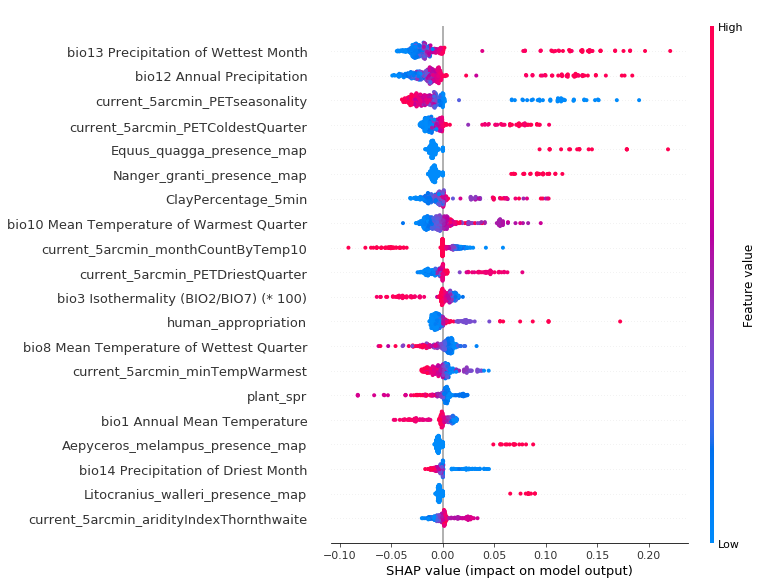 High
bio13 Precipitation of Wettest Month
bio12 Annual Precipitation
current_5arcmin_PETseasonality
current_5arcmin_PETColdestQuarter
Equus_quagga_presence_map
Nanger_granti_presence_map
ClayPercentage_5min
bio10 Mean Temperature of Warmest Quarter
current_5arcmin_monthCountByTemp10
current_5arcmin_PETDriestQuarter
bio3 Isothermality (BIO2/BIO7) (* 100)
human_appropriation
bio8 Mean Temperature of Wettest Quarter
current_5arcmin_minTempWarmest
plant_spr
bio1 Annual Mean Temperature
Aepyceros_melampus_presence_map
bio14 Precipitation of Driest Month
Litocranius_walleri_presence_map
current_5arcmin_aridityIndexThornthwaite
Feature value
Low
−0.10 −0.05 0.00 0.05 0.10 0.15 0.20
SHAP value (impact on model output)